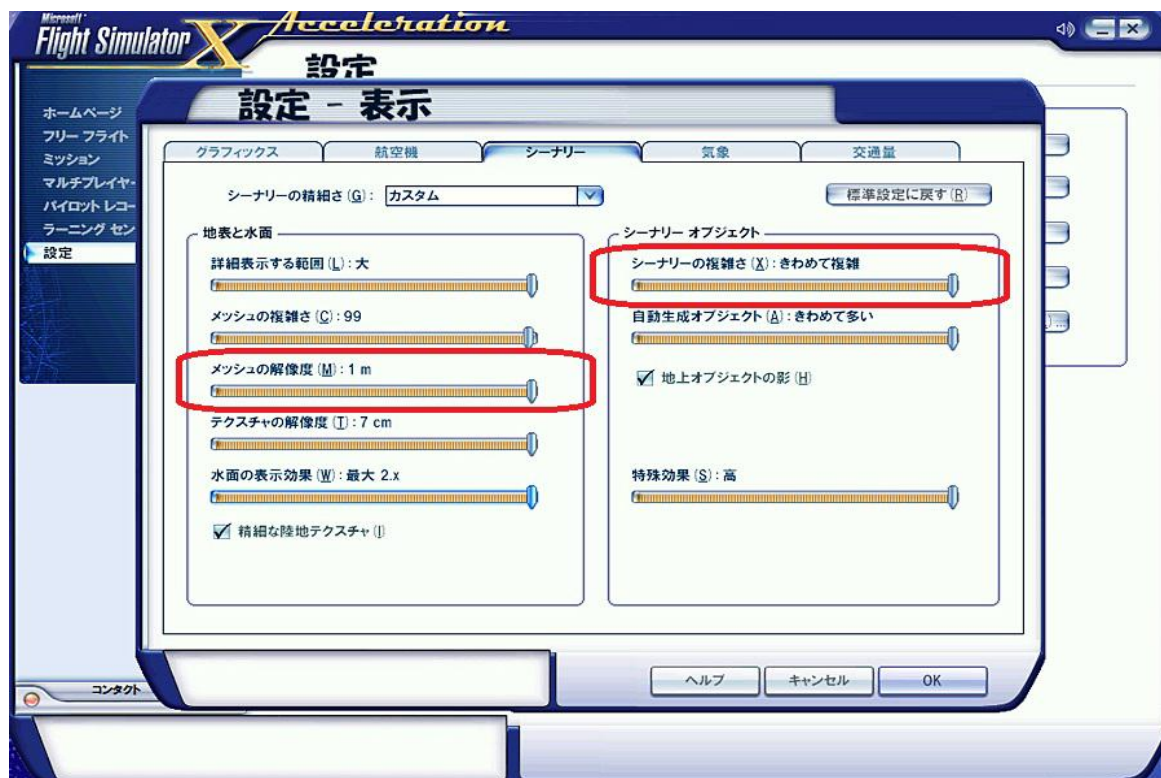 Microsoft
Flight Simulator X
Acceleration
設定
設定 - 表示
ホームページ
フリー フライト
ミッション
マルチプレイヤー
パイロット レコー
ラーニング セン
設定
グラフィックス
航空機
シーナリー
気象
交通量
シーナリーの精細さ(G): カスタム
標準設定に戻す(R)
地表と水面
詳細表示する範囲(L):大
メッシュの複雑さ(C):99
メッシュの解像度(M):1 m
テクスチャの解像度(T):7 cm
水面の表示効果(W):最大 2.x
精細な陸地テクスチャ(I)
シーナリー オブジェクト
シーナリーの複雑さ(X):きわめて複雑
自動生成オブジェクト(A):きわめて多い
地上オブジェクトの影(H)
特殊効果(S):高
コンタクト
ヘルプ
キャンセル
OK